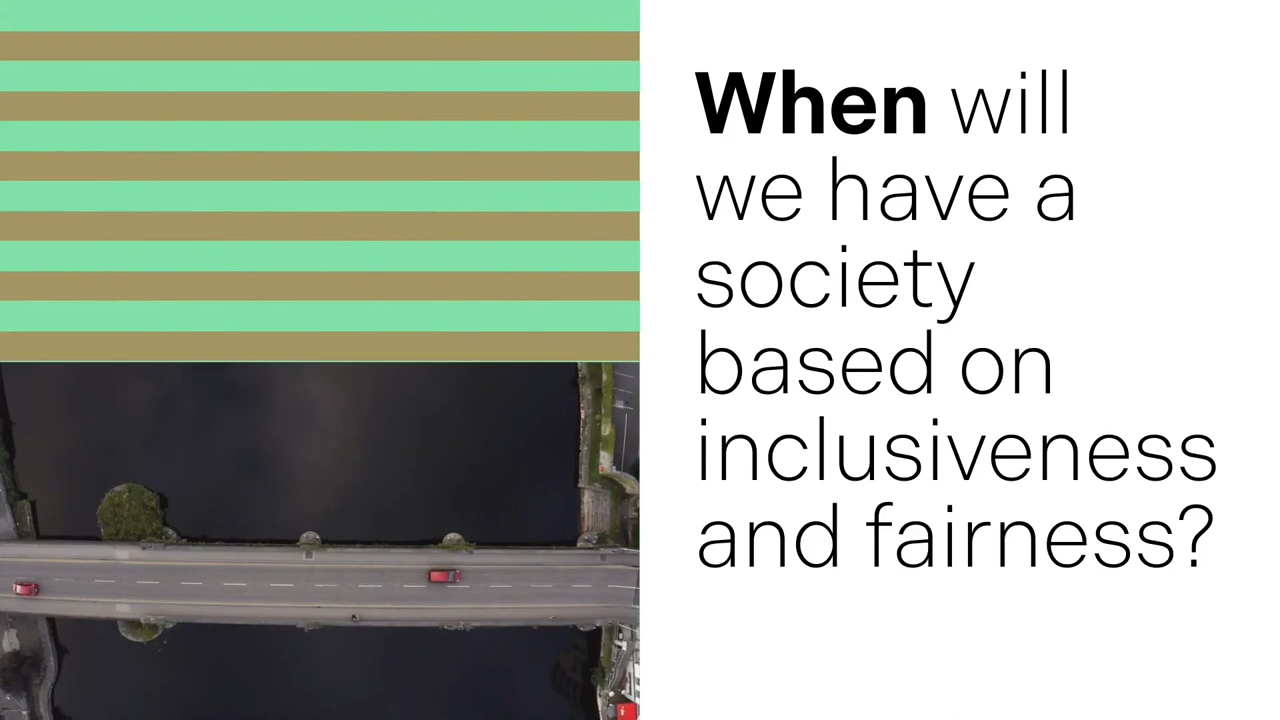 When will
we have a
society
based on
inclusiveness
and fairness?